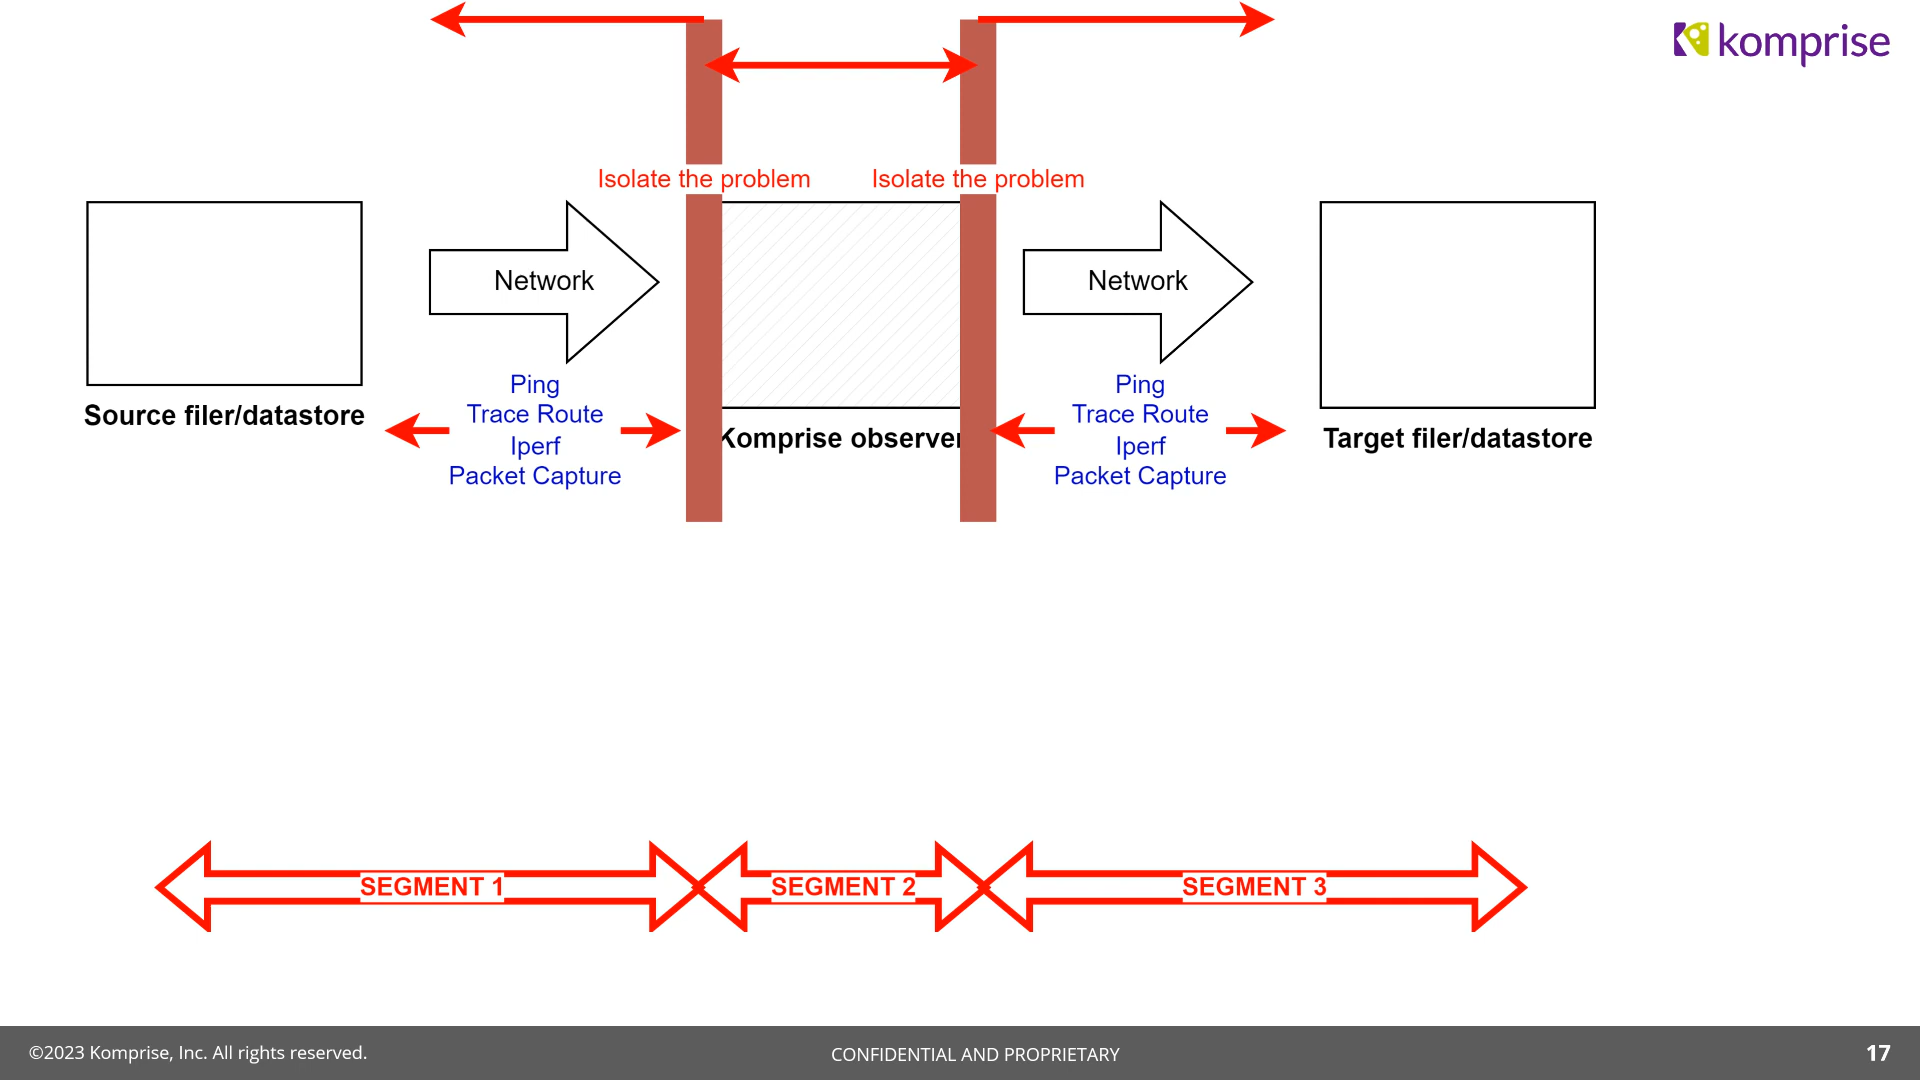 komprise
Isolate the problem
Isolate the problem
Network
Network
Source filer/datastore
Ping
Trace Route
Iperf
Packet Capture
Komprise observer
Ping
Trace Route
Iperf
Packet Capture
Target filer/datastore
SEGMENT 1
SEGMENT 2
SEGMENT 3
©2023 Komprise, Inc. All rights reserved.
CONFIDENTIAL AND PROPRIETARY
17